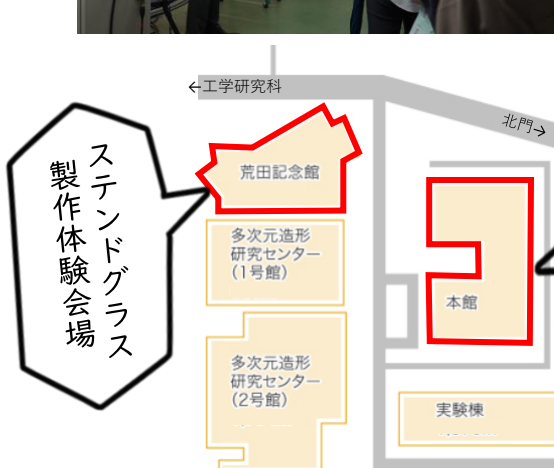 ←工学研究科
北門→
ステンドグラス
製作体験会場
荒田記念館
多次元造形
研究センター
(1号館)
本館
多次元造形
研究センター
(2号館)
実験棟